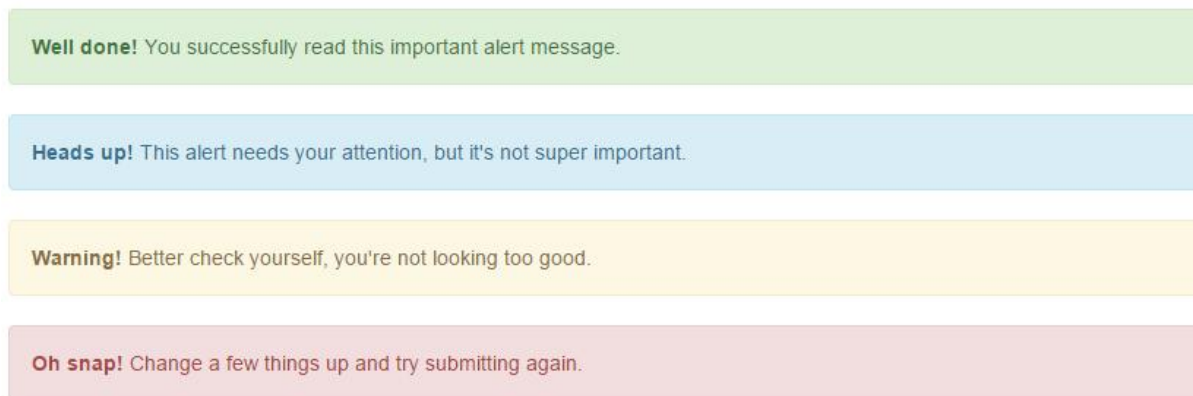 Well done! You successfully read this important alert message.
Heads up! This alert needs your attention, but it's not super important.
Warning! Better check yourself, you're not looking too good.
Oh snap! Change a few things up and try submitting again.